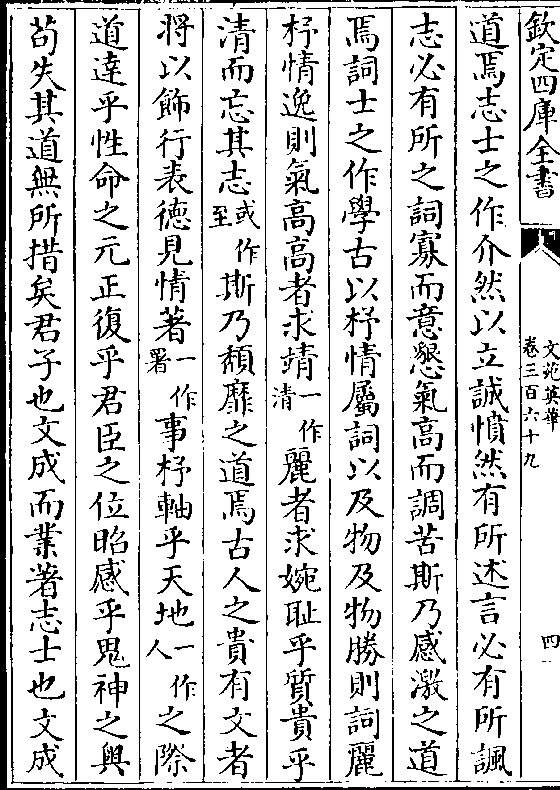 欽定四庫全書
文苑英華
卷三百六十九
四
道焉志士之作介然以立誠憤然有所述言必有所諷
志必有所之詞寡而意懇氣高而調苦斯乃感激之道
焉詞士之作學古以抒情屬詞以及物及物勝則詞麗
抒情逸則氣高高者求靖一作清麗者求婉耻乎質貴乎
清而忘其志或作至斯乃頽靡之道焉古人之貴有文者
將以飾行表德見情著一作署事抒軸乎天地一作人之際
道達乎性命之元正復乎君臣之位昭感乎鬼神之奥
苟失其道無所措矣君子也文成而業著志士也文成